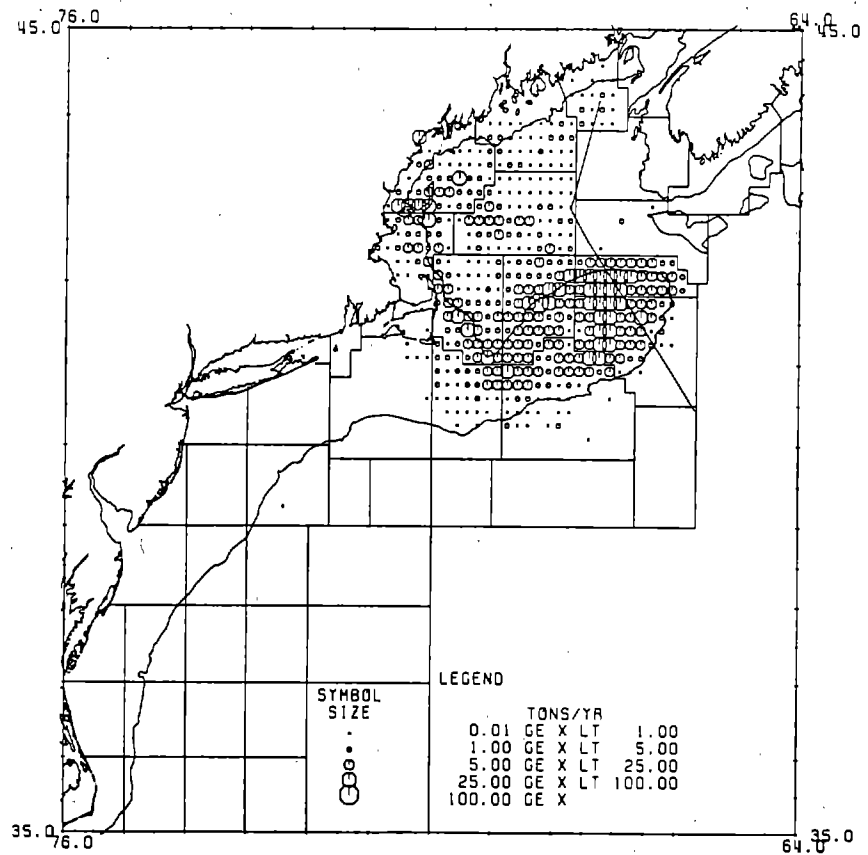 76.0 64.0
45.0 45.0
LEGEND
SYMBOL
SIZE
TONS/YR
0.01 GE X LT 1.00
1.00 GE X LT 5.00
5.00 GE X LT 25.00
25.00 GE X LT 100.00
100.00 GE X
35.0 35.0
76.0 64.0